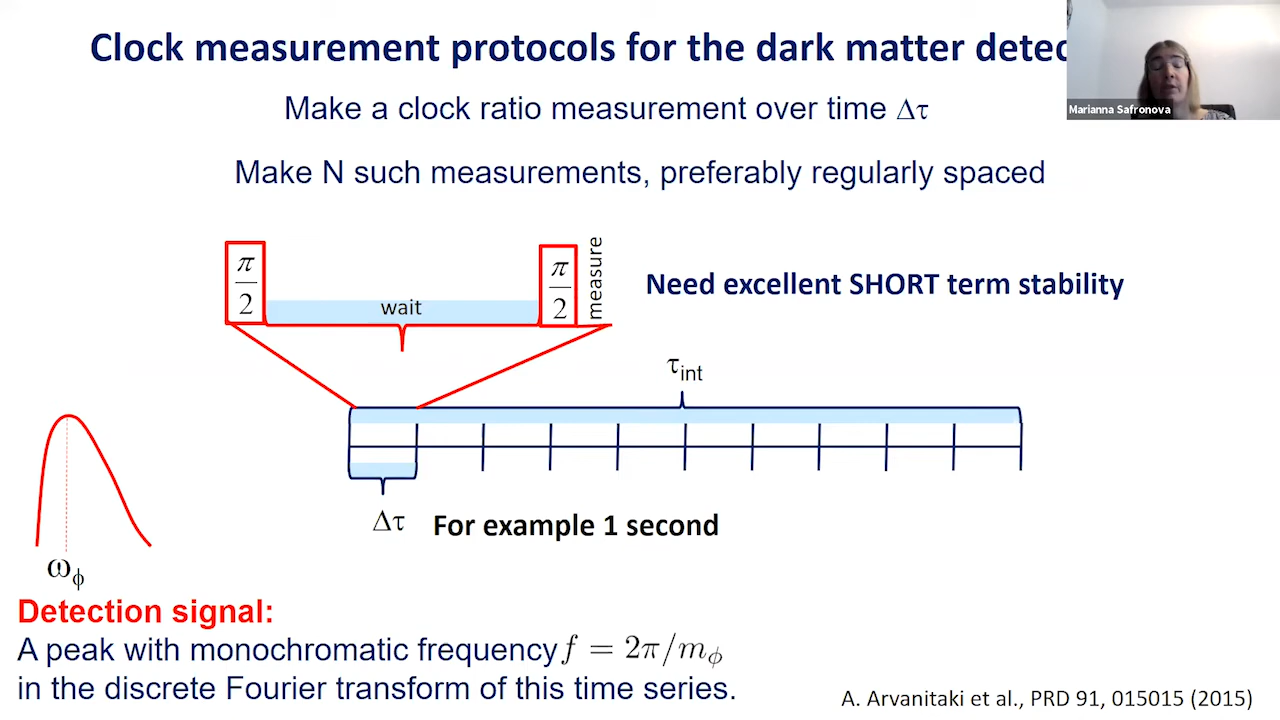 Clock measurement protocols for the dark matter detec
Marianna Safronova
Make a clock ratio measurement over time Δτ
Make N such measurements, preferably regularly spaced
π/2
wait
π/2
measure
Need excellent SHORT term stability
τint
Δτ
For example 1 second
ωϕ
Detection signal:
A peak with monochromatic frequency f = 2π/mϕ
in the discrete Fourier transform of this time series.
A. Arvanitaki et al., PRD 91, 015015 (2015)